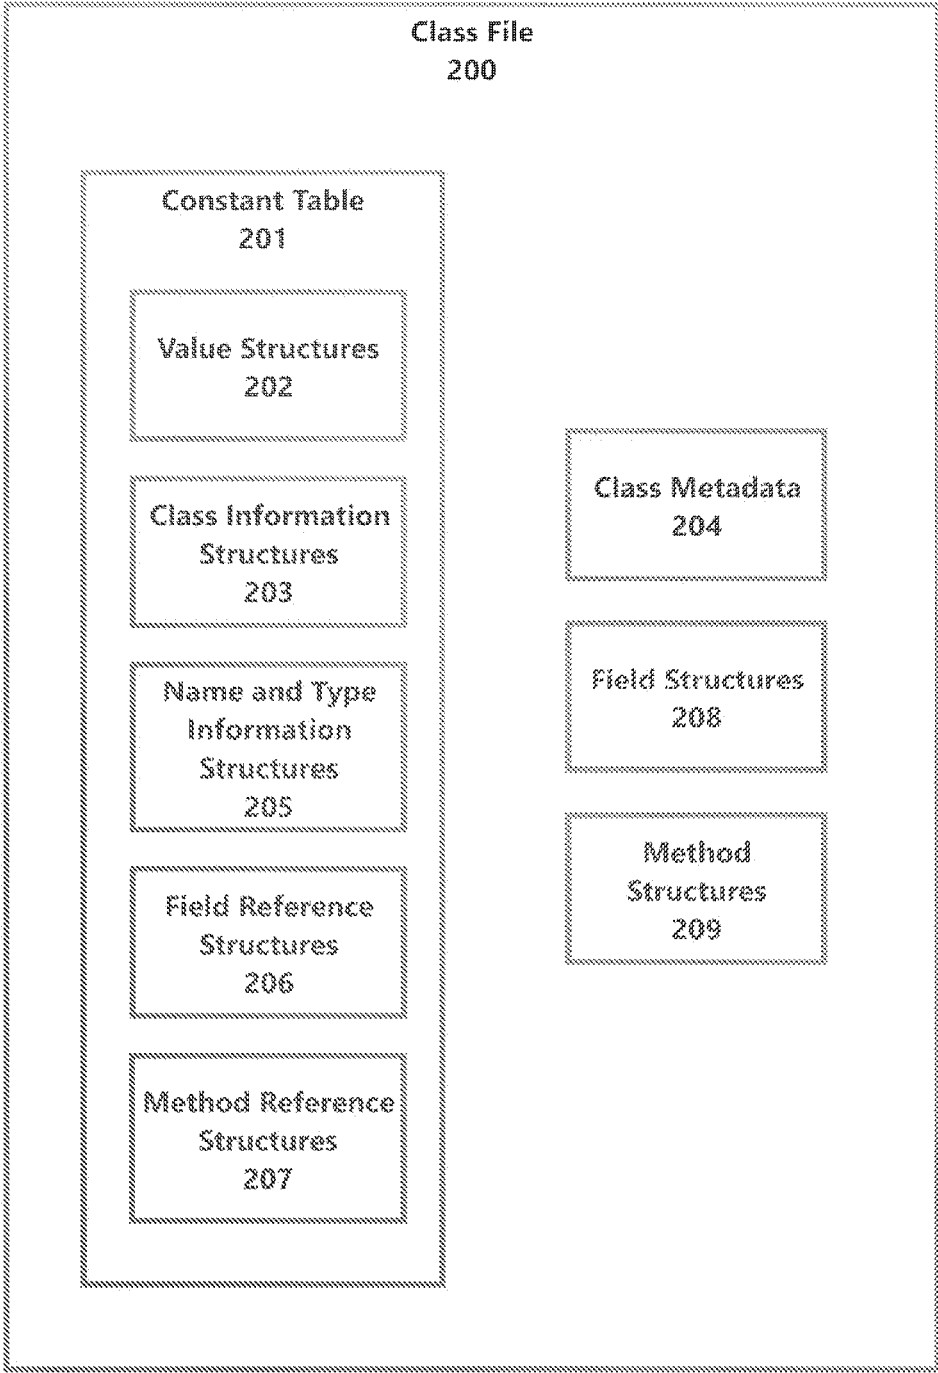 Class File
200
Constant Table
201
Value Structures
202
Class Information
Structures
203
Name and Type
Information
Structures
205
Field Reference
Structures
206
Method Reference
Structures
207
Class Metadata
204
Field Structures
208
Method
Structures
209